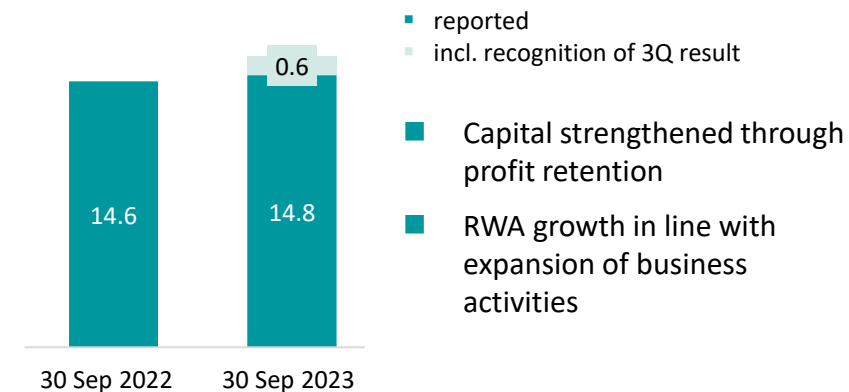 reported
incl. recognition of 3Q result
0.6
14.6
14.8
30 Sep 2022
30 Sep 2023
Capital strengthened through
profit retention
RWA growth in line with
expansion of business
activities